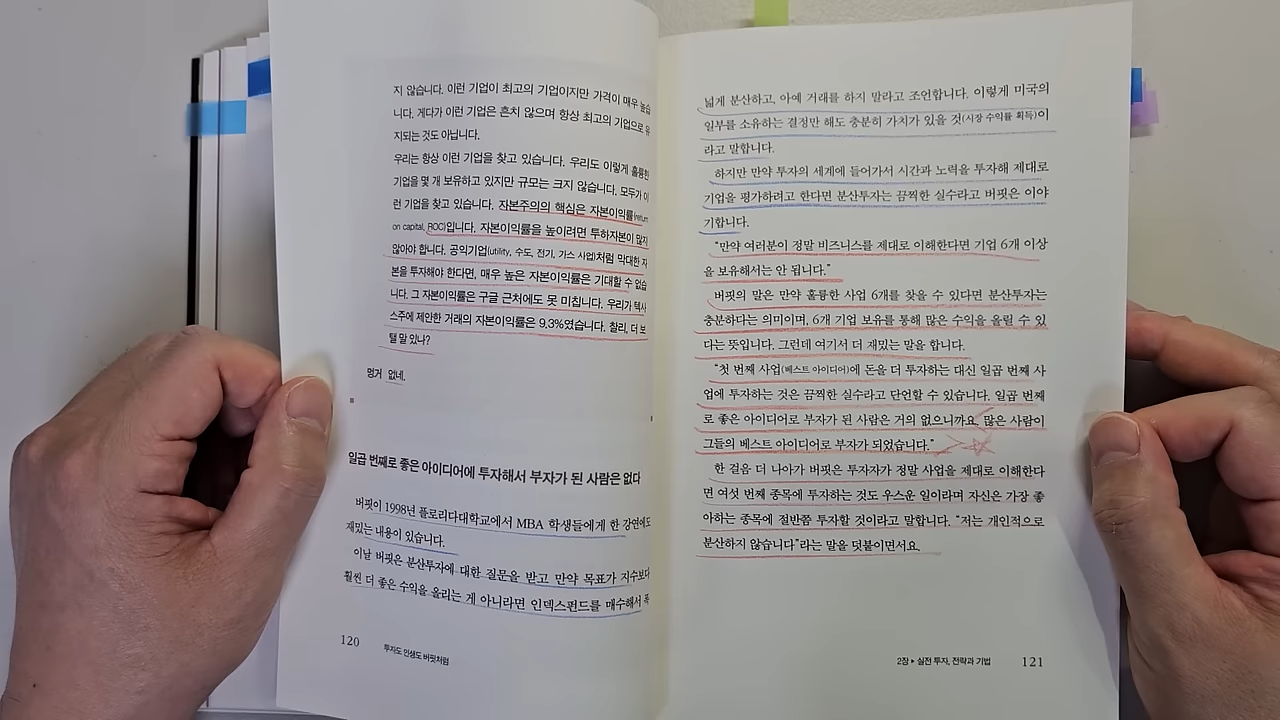 지 않습니다. 이런 기업이 최고의 기업이지만 가격이 매우 높습
니다. 게다가 이런 기업은 흔치 않으며 항상 최고의 기업으로 유
지되는 것도 아닙니다.
우리는 항상 이런 기업을 찾고 있습니다. 우리도 이렇게 훌륭한
기업을 몇 개 보유하고 있지만 규모는 크지 않습니다. 모두가 이
런 기업을 찾고 있습니다. 자본주의의 핵심은 자본이익률(return
on capital, ROC)입니다. 자본이익률을 높이려면 투하자본이 많지
않아야 합니다. 공익기업(utility, 수도, 전기, 가스 사업)처럼 막대한 자
본을 투자해야 한다면, 매우 높은 자본이익률은 기대할 수 없습
니다. 그 자본이익률은 구글 근처에도 못 미칩니다. 우리가 텍사
스주에 제안한 거래의 자본이익률은 9.3%였습니다. 찰리, 더 보
탤 말 있나?
멍거 없네.
일곱 번째로 좋은 아이디어에 투자해서 부자가 된 사람은 없다
버핏이 1998년 플로리다대학교에서 MBA 학생들에게 한 강연에도
재밌는 내용이 있습니다.
이날 버핏은 분산투자에 대한 질문을 받고 만약 목표가 지수보다
훨씬 더 좋은 수익을 올리는 게 아니라면 인덱스펀드를 매수해서 폭
120 투자도 인생도 버핏처럼
넓게 분산하고, 아예 거래를 하지 말라고 조언합니다. 이렇게 미국의
일부를 소유하는 결정만 해도 충분히 가치가 있을 것(시장 수익률 획득)이
라고 말합니다.
하지만 만약 투자의 세계에 들어가서 시간과 노력을 투자해 제대로
기업을 평가하려고 한다면 분산투자는 끔찍한 실수라고 버핏은 이야
기합니다.
"만약 여러분이 정말 비즈니스를 제대로 이해한다면 기업 6개 이상
을 보유해서는 안 됩니다."
버핏의 말은 만약 훌륭한 사업 6개를 찾을 수 있다면 분산투자는
충분하다는 의미이며, 6개 기업 보유를 통해 많은 수익을 올릴 수 있
다는 뜻입니다. 그런데 여기서 더 재밌는 말을 합니다.
"첫 번째 사업(베스트 아이디어)에 돈을 더 투자하는 대신 일곱 번째 사
업에 투자하는 것은 끔찍한 실수라고 단언할 수 있습니다. 일곱 번째
로 좋은 아이디어로 부자가 된 사람은 거의 없으니까요. 많은 사람이
그들의 베스트 아이디어로 부자가 되었습니다."
한 걸음 더 나아가 버핏은 투자자가 정말 사업을 제대로 이해한다
면 여섯 번째 종목에 투자하는 것도 우스운 일이라며 자신은 가장 좋
아하는 종목에 절반쯤 투자할 것이라고 말합니다. "저는 개인적으로
분산하지 않습니다"라는 말을 덧붙이면서요.
2장 ▸ 실전 투자, 전략과 기법 121